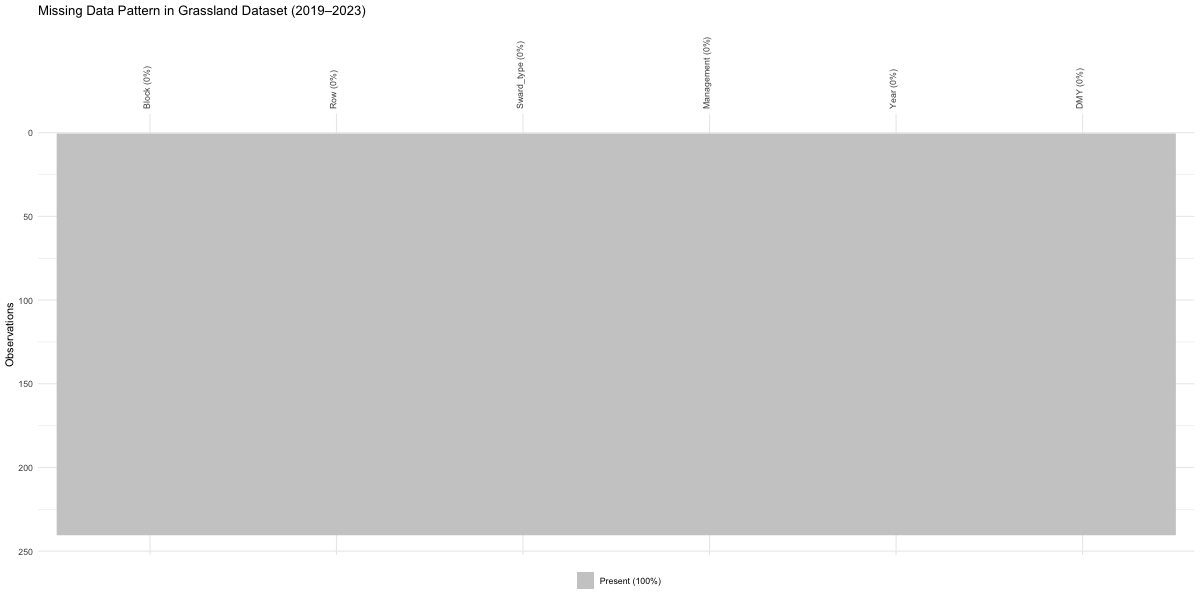 Missing Data Pattern in Grassland Dataset (2019–2023)
Block (0%)
Row (0%)
Sward_type (0%)
Management (0%)
Year (0%)
DMY (0%)
0
50
100
150
200
250
Observations
Present (100%)